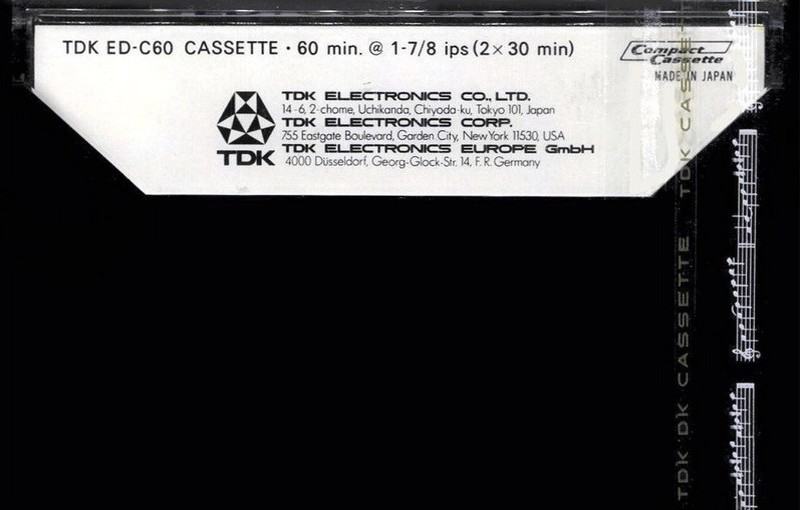 TDK ED-C60 CASSETTE · 60 min. @ 1-7/8 ips (2 × 30 min)
Compact
Cassette
MADE IN JAPAN
TDK ELECTRONICS CO., LTD.
14-6, 2-chome, Uchikanda, Chiyoda-ku, Tokyo 101, Japan
TDK ELECTRONICS CORP.
755 Eastgate Boulevard, Garden City, New York 11530, USA
TDK ELECTRONICS EUROPE GmbH
4000 Düsseldorf, Georg-Glock-Str. 14, F. R. Germany
TDK
TDK DK CASSETTE TDK CASSETTE